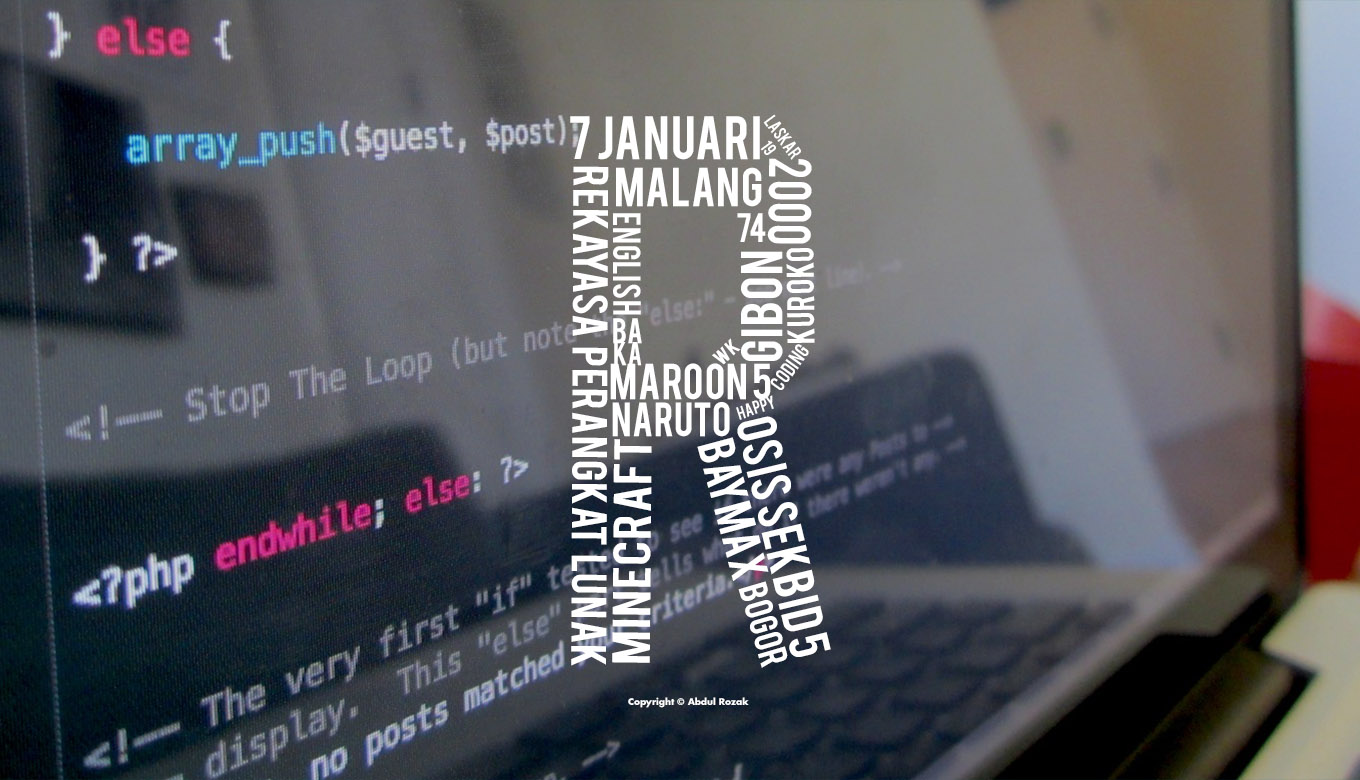 } else {
array_push($guest, $post);
} ?>
<!-- Stop The Loop (but note the "else:" -
line). -->
<?php endwhile; else: ?>
<!-- The very first "if" tested to see if there were any Posts to -->
display. This "else" part tells what do if there weren't any. -->
no posts matched your criteria.
-->
7 JANUARI
LASKAR
19
2000
MALANG
REKAYASA PERANGKAT LUNAK
ENGLISH
74
NOBI
GIBON
KUROKO
BA
KA
WK
MAROON 5
CODING
NARUTO
HAPPY
MINECRAFT
BAYMAX
BOGOR
OSIS SEKBID 5
Copyright © Abdul Rozak